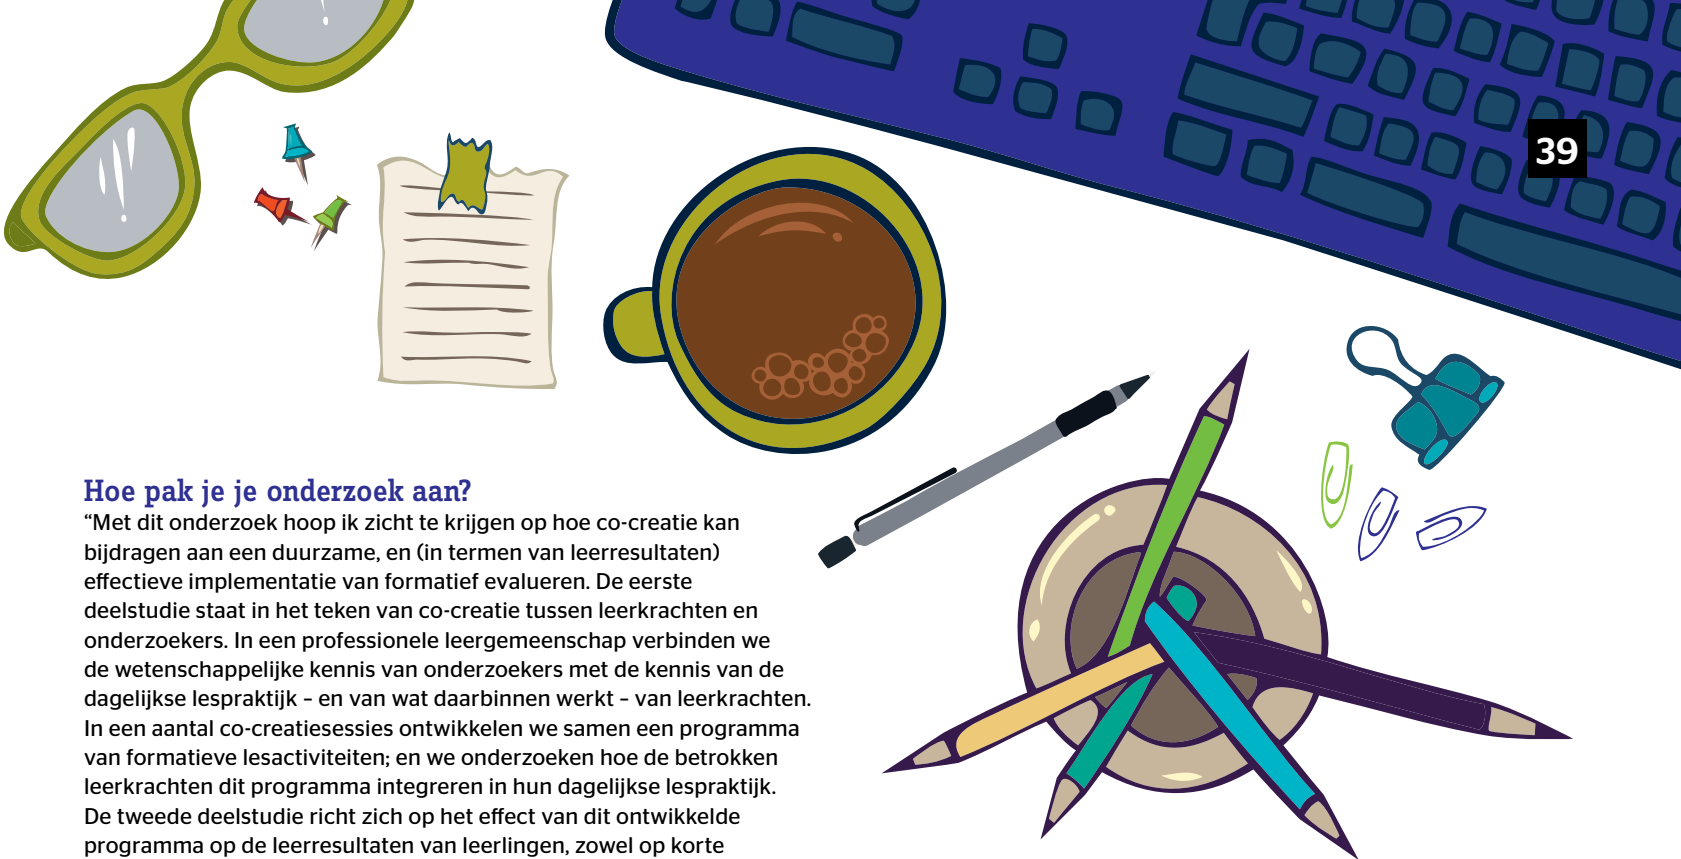 39
Hoe pak je je onderzoek aan?
“Met dit onderzoek hoop ik zicht te krijgen op hoe co-creatie kan
bijdragen aan een duurzame, en (in termen van leerresultaten)
effectieve implementatie van formatief evalueren. De eerste
deelstudie staat in het teken van co-creatie tussen leerkrachten en
onderzoekers. In een professionele leergemeenschap verbinden we
de wetenschappelijke kennis van onderzoekers met de kennis van de
dagelijkse lespraktijk – en van wat daarbinnen werkt – van leerkrachten.
In een aantal co-creatiesessies ontwikkelen we samen een programma
van formatieve lesactiviteiten; en we onderzoeken hoe de betrokken
leerkrachten dit programma integreren in hun dagelijkse lespraktijk.
De tweede deelstudie richt zich op het effect van dit ontwikkelde
programma op de leerresultaten van leerlingen, zowel op korte